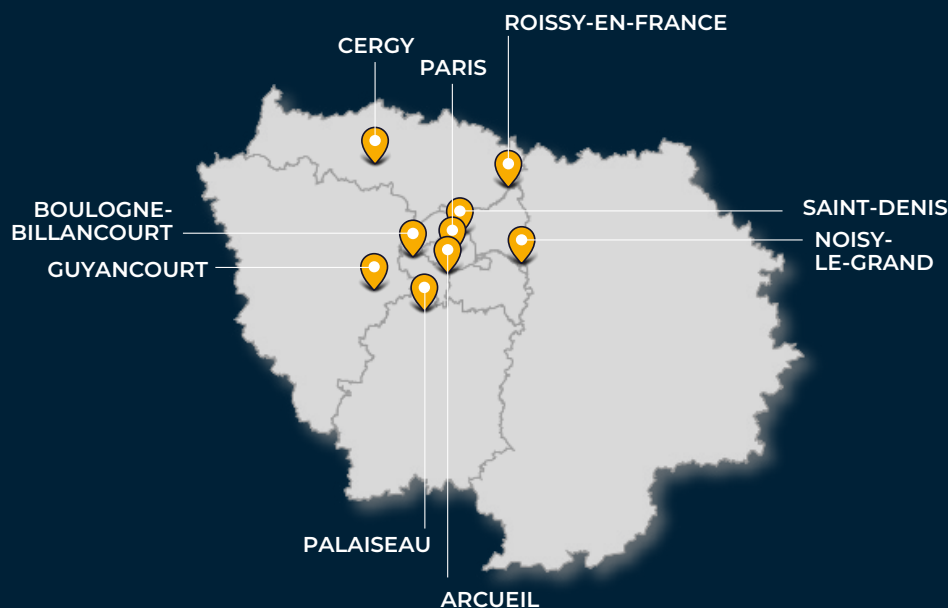 ROISSY-EN-FRANCE
CERGY
PARIS
BOULOGNE-
BILLANCOURT
SAINT-DENIS
NOISY-
LE-GRAND
GUYANCOURT
PALAISEAU
ARCUEIL